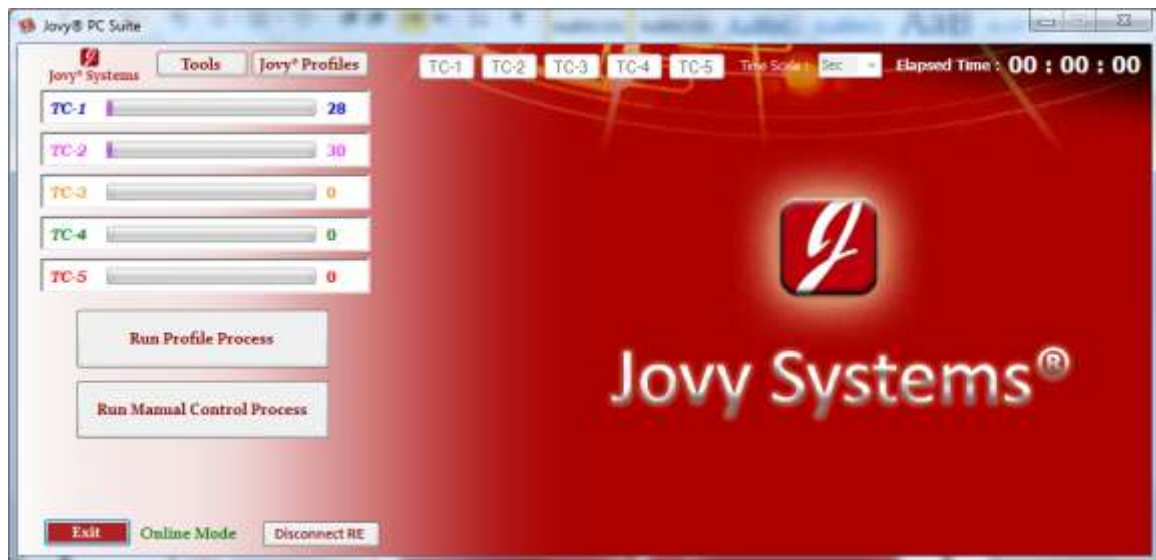 Jovy® PC Suite
Jovy® Systems
Tools
Jovy® Profiles
TC-1
TC-2
TC-3
TC-4
TC-5
Time Scale :
Sec
Elapsed Time : 00 : 00 : 00
TC-1 28
TC-2 30
TC-3 0
TC-4 0
TC-5 0
Run Profile Process
Run Manual Control Process
Jovy Systems®
Exit
Online Mode
Disconnect RE